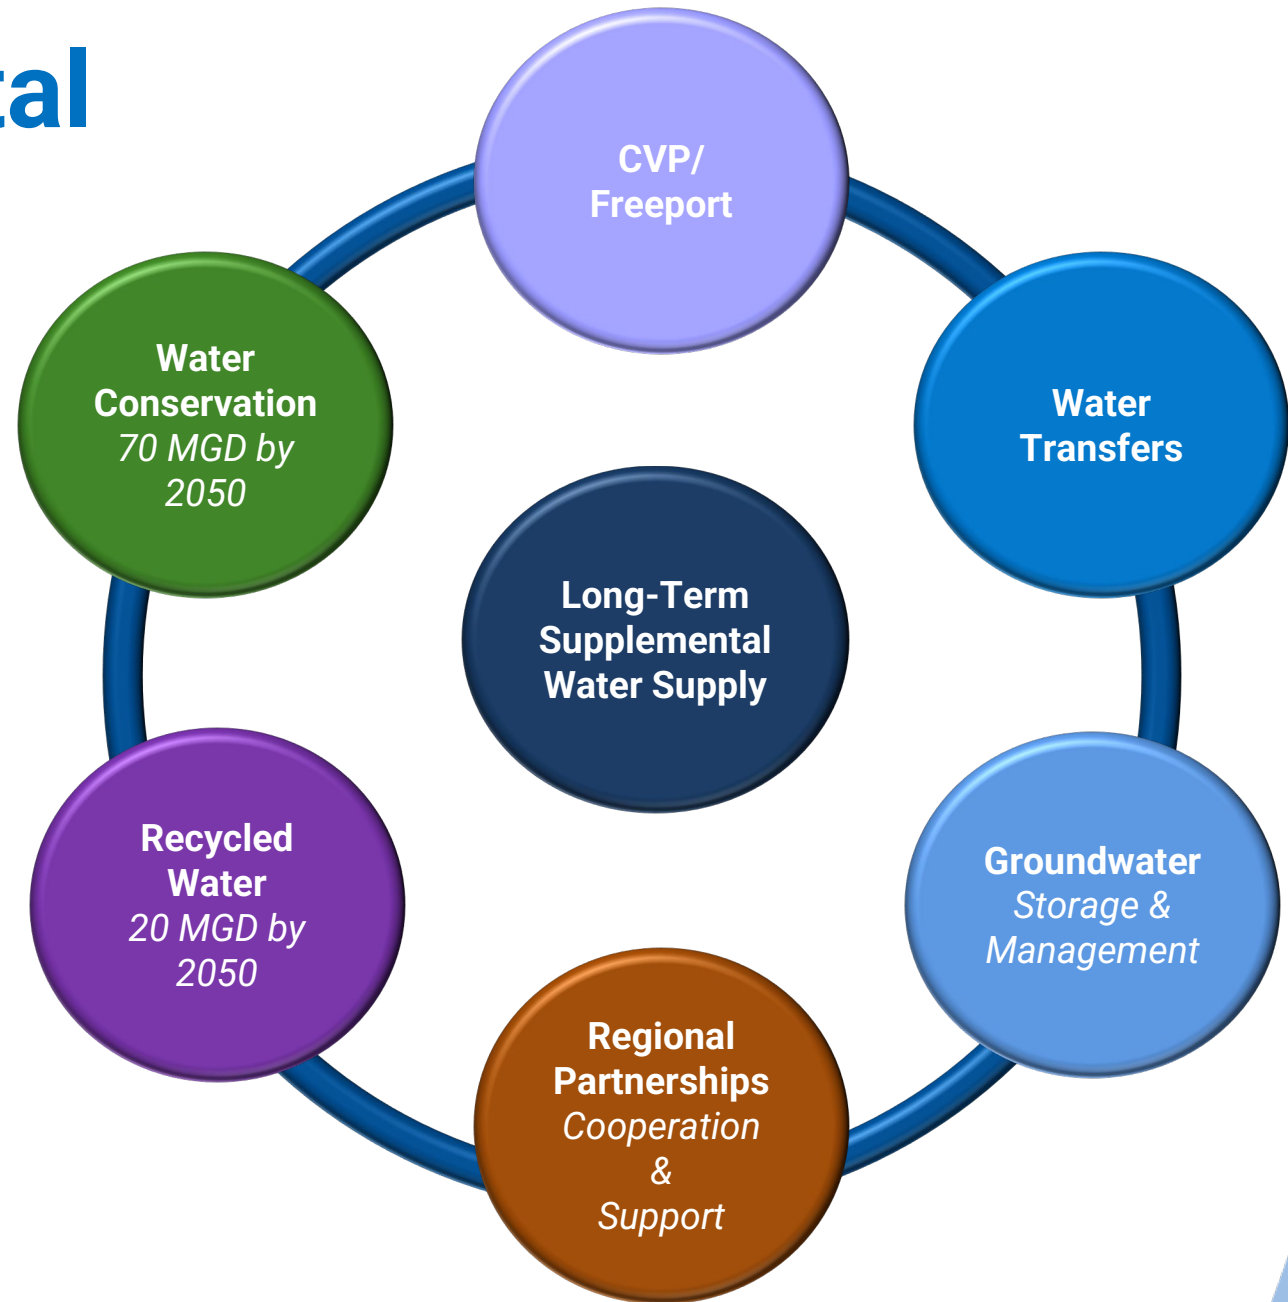 tal
CVP/
Freeport
Water
Transfers
Groundwater
Storage &
Management
Regional
Partnerships
Cooperation
&
Support
Recycled
Water
20 MGD by
2050
Water
Conservation
70 MGD by
2050
Long-Term
Supplemental
Water Supply